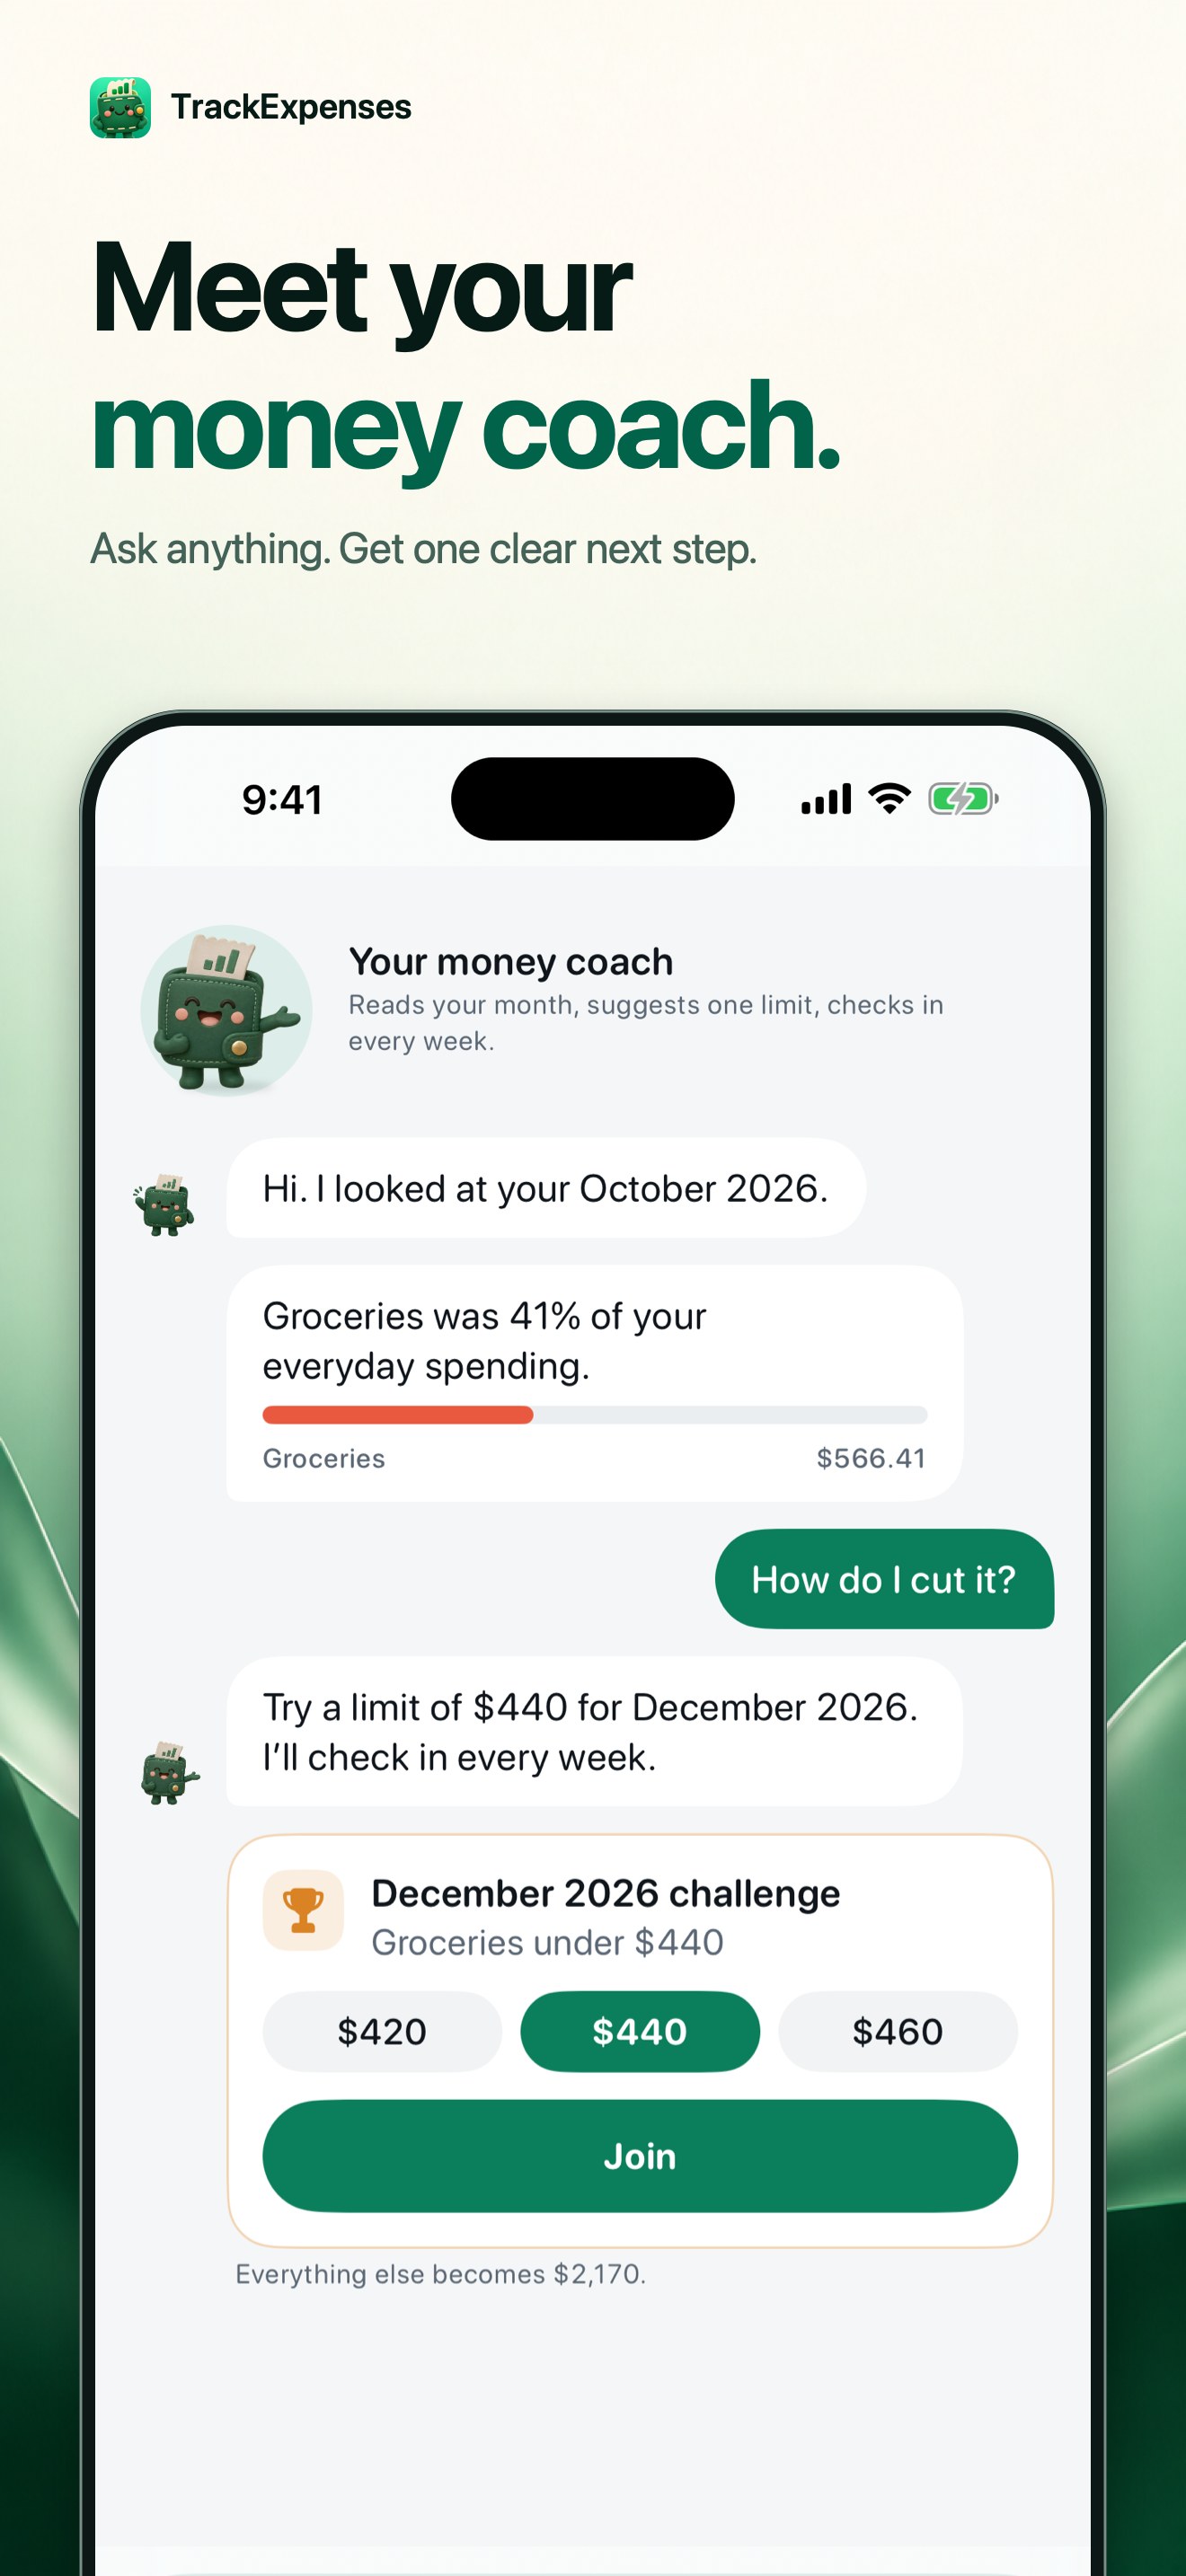 TrackExpenses
Meet your
money coach.
Ask anything. Get one clear next step.
9:41
Your money coach
Reads your month, suggests one limit, checks in
every week.
Hi. I looked at your October 2026.
Groceries was 41% of your
everyday spending.
Groceries $566.41
How do I cut it?
Try a limit of $440 for December 2026.
I’ll check in every week.
December 2026 challenge
Groceries under $440
$420 $440 $460
Join
Everything else becomes $2,170.